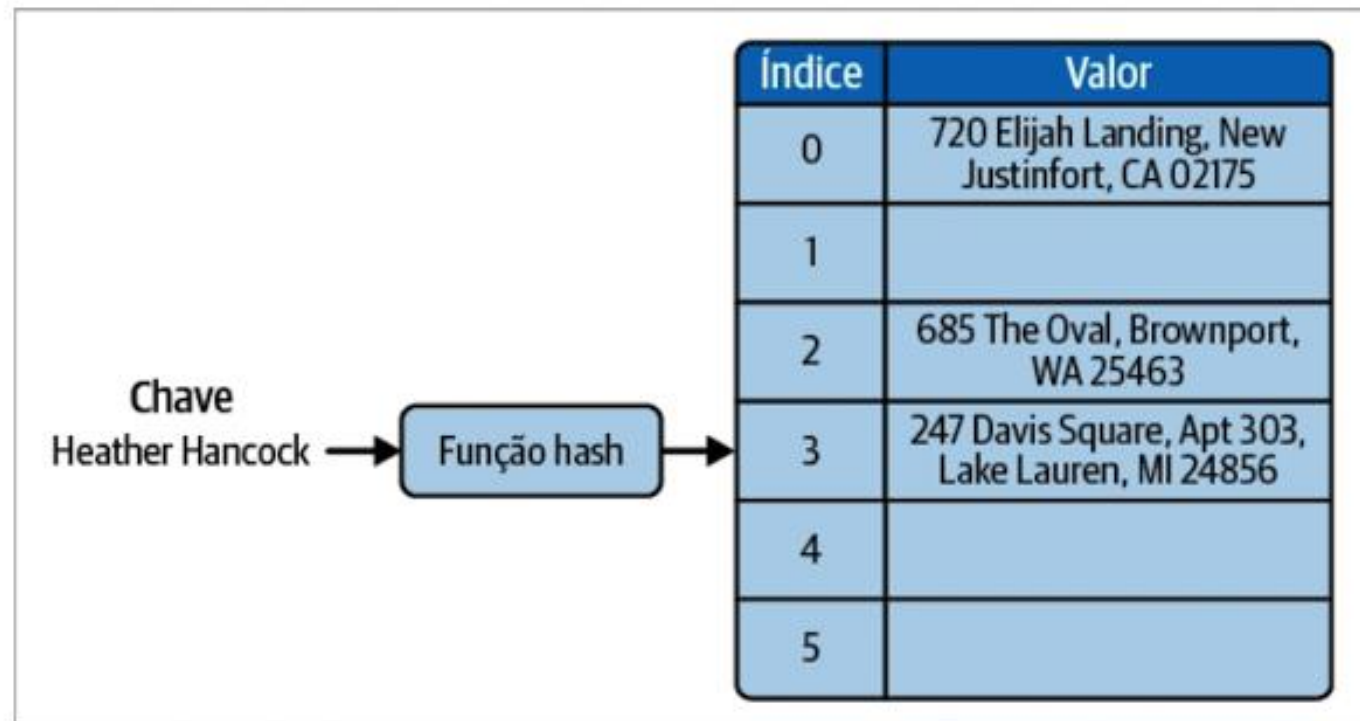 Índice Valor
0 720 Elijah Landing, New
Justinfort, CA 02175
1
2 685 The Oval, Brownport,
WA 25463
Chave
Heather Hancock
Função hash
3 247 Davis Square, Apt 303,
Lake Lauren, MI 24856
4
5